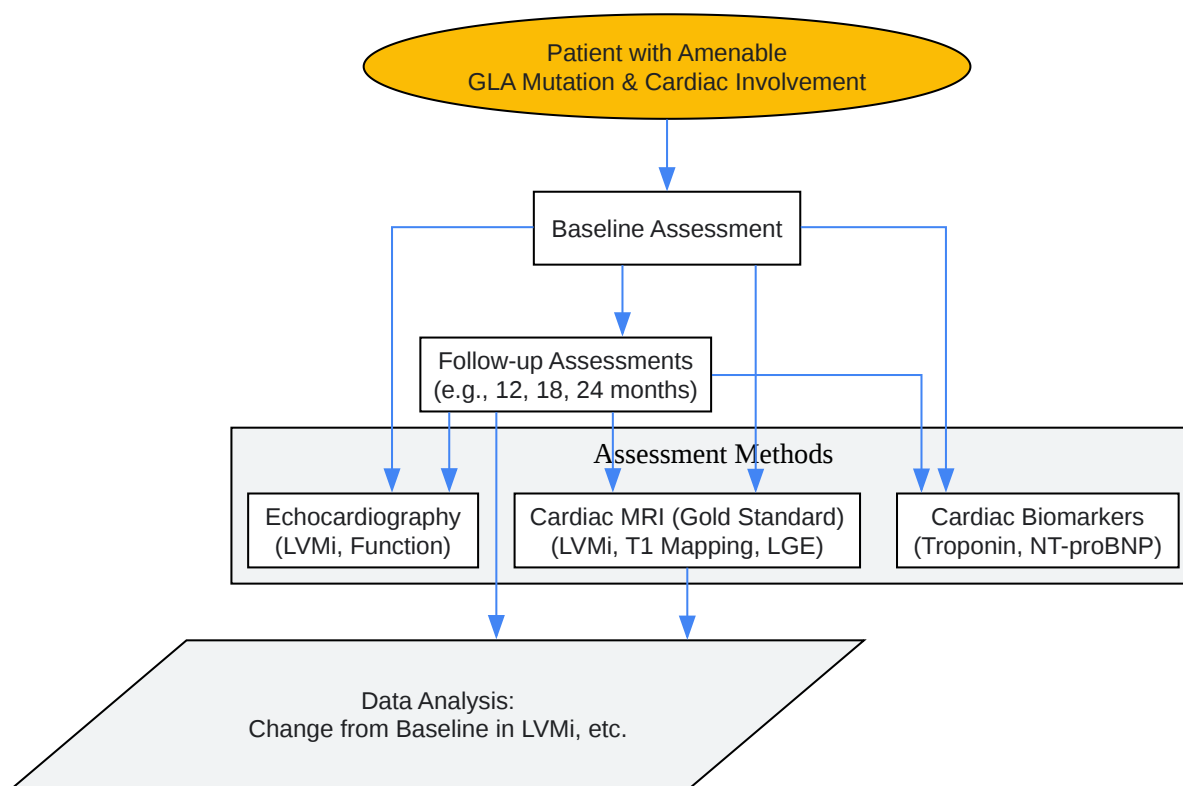 Patient with Amenable
GLA Mutation & Cardiac Involvement
Baseline Assessment
Follow-up Assessments
(e.g., 12, 18, 24 months)
Assessment Methods
Echocardiography
(LVMi, Function)
Cardiac MRI (Gold Standard)
(LVMi, T1 Mapping, LGE)
Cardiac Biomarkers
(Troponin, NT-proBNP)
Data Analysis:
Change from Baseline in LVMi, etc.